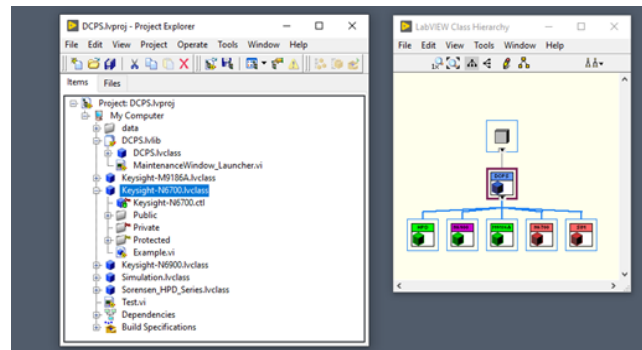 DCPS.lvproj - Project Explorer
File Edit View Project Operate Tools Window Help
Items Files
Project: DCPS.lvproj
My Computer
data
DCPS.lvlib
DCPS.lvclass
MaintenanceWindow_Launcher.vi
Keysight-M9186A.lvclass
Keysight-N6700.lvclass
Keysight-N6700.ctl
Public
Private
Protected
Example.vi
Keysight-N6900.lvclass
Simulation.lvclass
Sorensen_HPD_Series.lvclass
Test.vi
Dependencies
Build Specifications
LabVIEW Class Hierarchy
File Edit View Tools Window Help
DCPS
HPD